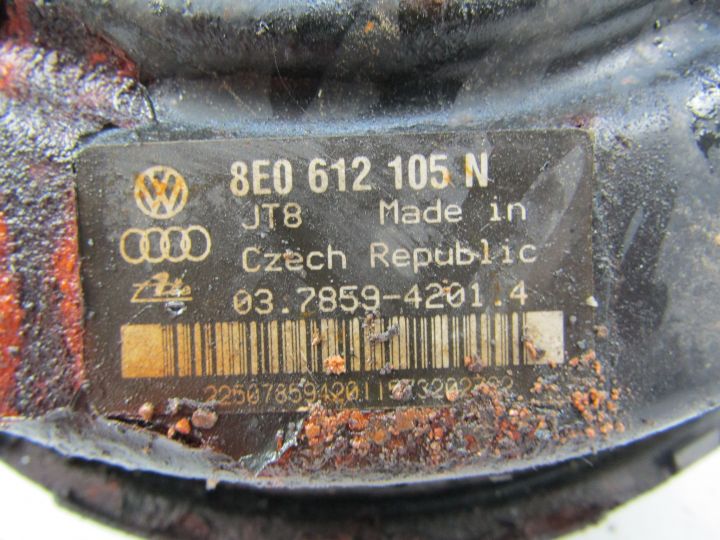 8E0 612 105 N
JT8 Made in
Czech Republic
03.7859-4201.4